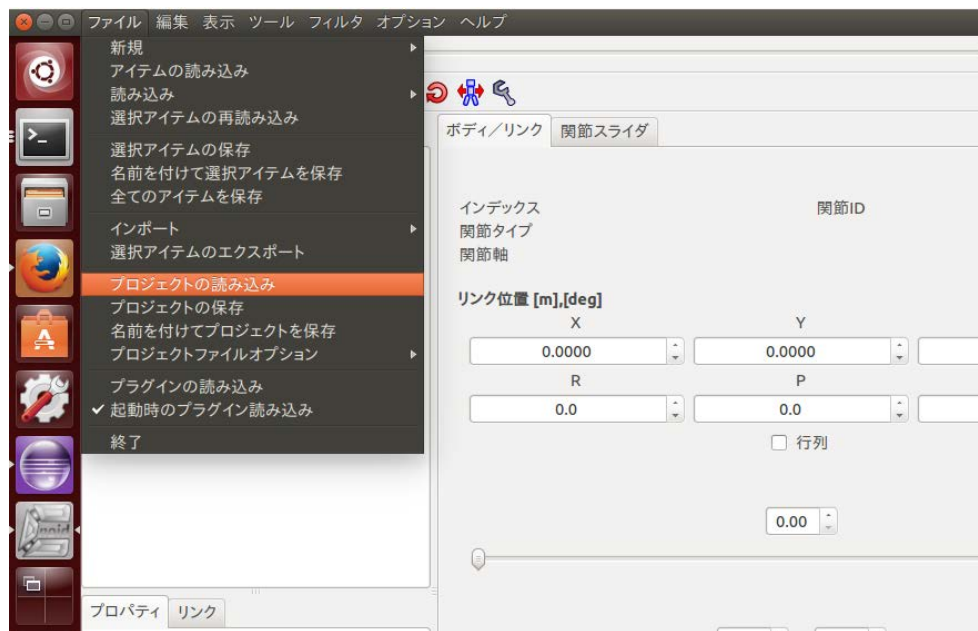 ファイル 編集 表示 ツール フィルタ オプション ヘルプ
新規
アイテムの読み込み
読み込み
選択アイテムの再読み込み
選択アイテムの保存
名前を付けて選択アイテムを保存
全てのアイテムを保存
インポート
選択アイテムのエクスポート
プロジェクトの読み込み
プロジェクトの保存
名前を付けてプロジェクトを保存
プロジェクトファイルオプション
プラグインの読み込み
起動時のプラグイン読み込み
終了
ボディ／リンク 関節スライダ
インデックス 関節ID
関節タイプ
関節軸
リンク位置 [m],[deg]
X Y
0.0000 0.0000
R P
0.0 0.0
行列
0.00
プロパティ リンク